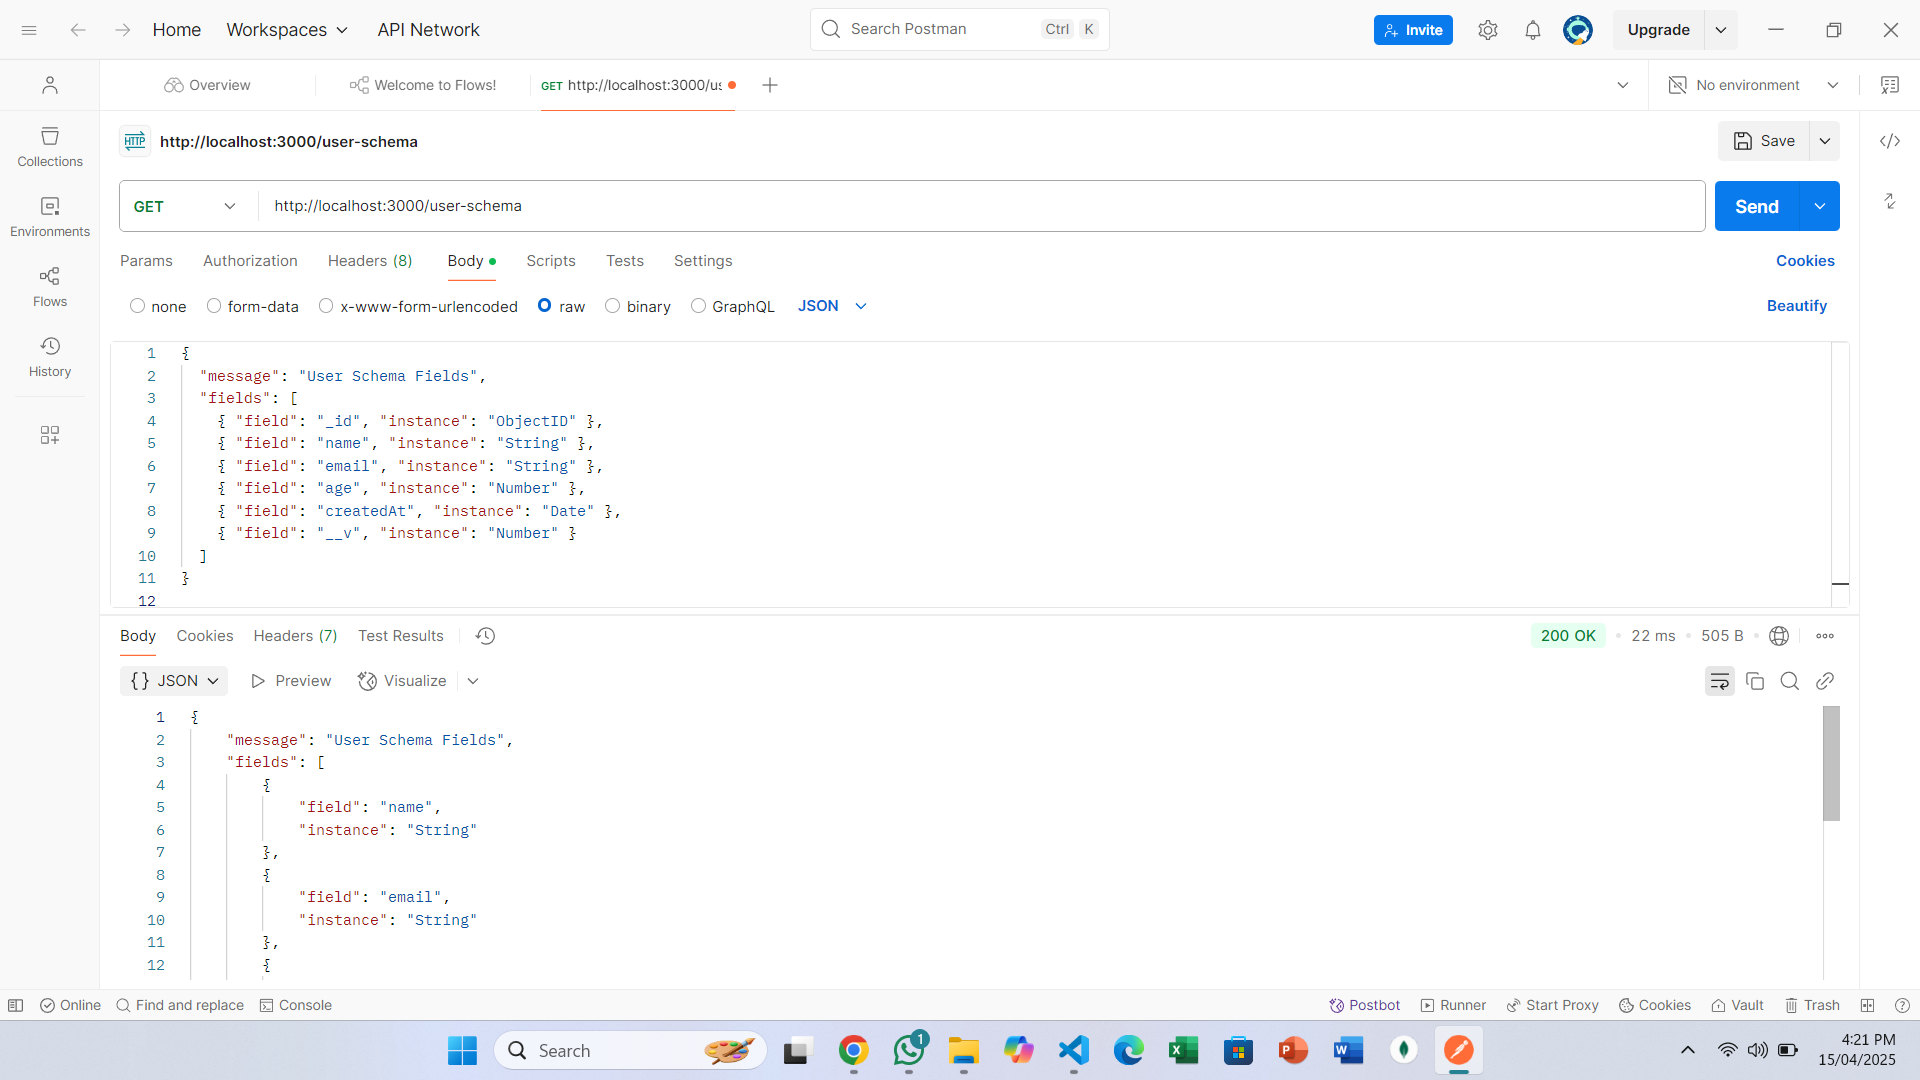 Home Workspaces API Network Search Postman Ctrl K Invite Upgrade
Overview Welcome to Flows! GET http://localhost:3000/us No environment
HTTP http://localhost:3000/user-schema Save
Collections
Environments
Flows
History
GET http://localhost:3000/user-schema Send
Params Authorization Headers (8) Body Scripts Tests Settings Cookies
none form-data x-www-form-urlencoded raw binary GraphQL JSON Beautify
1 {
2 "message": "User Schema Fields",
3 "fields": [
4 { "field": "_id", "instance": "ObjectID" },
5 { "field": "name", "instance": "String" },
6 { "field": "email", "instance": "String" },
7 { "field": "age", "instance": "Number" },
8 { "field": "createdAt", "instance": "Date" },
9 { "field": "__v", "instance": "Number" }
10 ]
11 }
12
Body Cookies Headers (7) Test Results 200 OK 22 ms 505 B
{} JSON Preview Visualize
1 {
2 "message": "User Schema Fields",
3 "fields": [
4 {
5 "field": "name",
6 "instance": "String"
7 },
8 {
9 "field": "email",
10 "instance": "String"
11 },
12 {
Online Find and replace Console Postbot Runner Start Proxy Cookies Vault Trash
Search 1 4:21 PM
15/04/2025